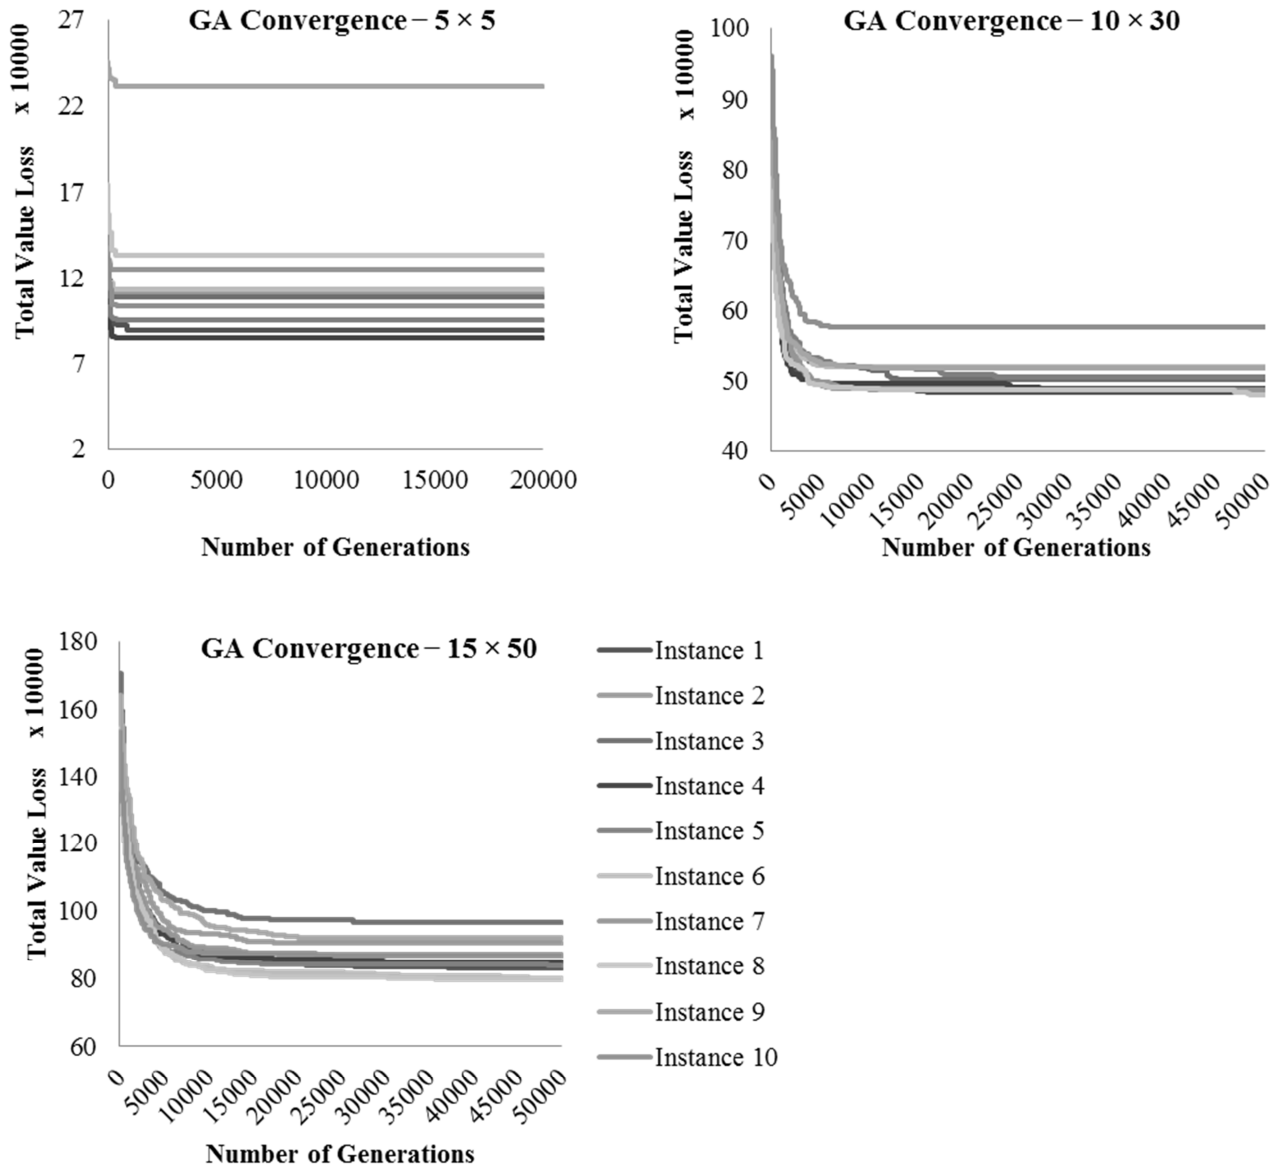 GA Convergence – 5 × 5
Total Value Loss x 10000
27
22
17
12
7
2
0 5000 10000 15000 20000
Number of Generations
GA Convergence – 10 × 30
Total Value Loss x 10000
100
90
80
70
60
50
40
0 5000 10000 15000 20000 25000 30000 35000 40000 45000 50000
Number of Generations
GA Convergence – 15 × 50
Total Value Loss x 10000
180
160
140
120
100
80
60
0 5000 10000 15000 20000 25000 30000 35000 40000 45000 50000
Number of Generations
Instance 1
Instance 2
Instance 3
Instance 4
Instance 5
Instance 6
Instance 7
Instance 8
Instance 9
Instance 10